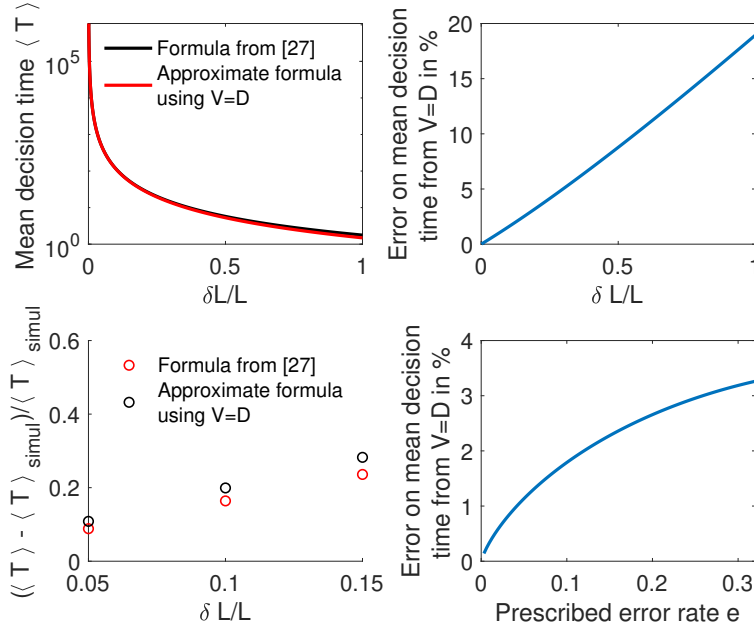 Mean decision time ⟨ T ⟩
10^5
10^0
Formula from [27]
Approximate formula
using V=D
0
0.5
1
δL/L
Error on mean decision
time from V=D in %
20
15
10
5
0
0
0.5
1
δ L/L
(⟨ T ⟩ - ⟨ T ⟩ simul)/⟨ T ⟩ simul
0.6
0.4
0.2
0
Formula from [27]
Approximate formula
using V=D
0.05
0.1
0.15
δ L/L
Error on mean decision
time from V=D in %
4
3
2
1
0
0
0.1
0.2
0.3
Prescribed error rate e